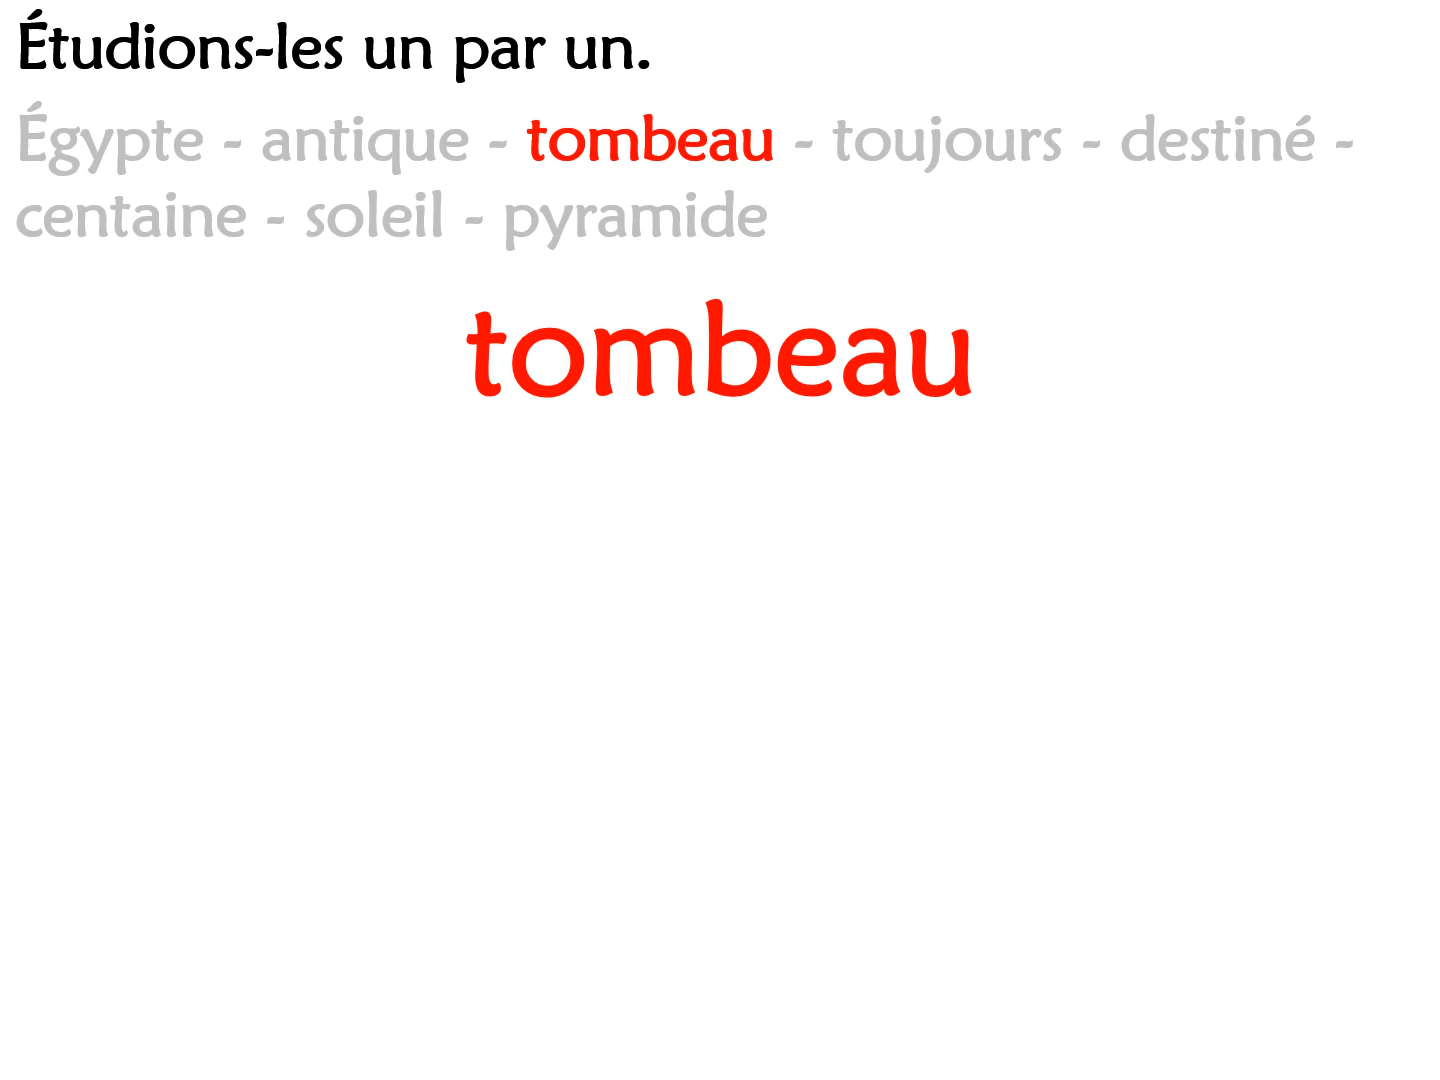 Étudions-les un par un.
Égypte - antique - tombeau - toujours - destiné -
centaine - soleil - pyramide
tombeau